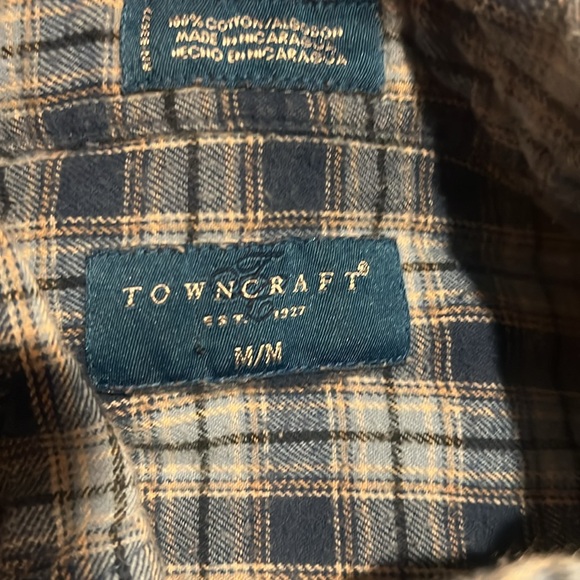 100% COTTON/ALGODON
MADE IN NICARAGUA
HECHO EN NICARAGUA
TOWNCRAFT®
EST. 1927
M/M